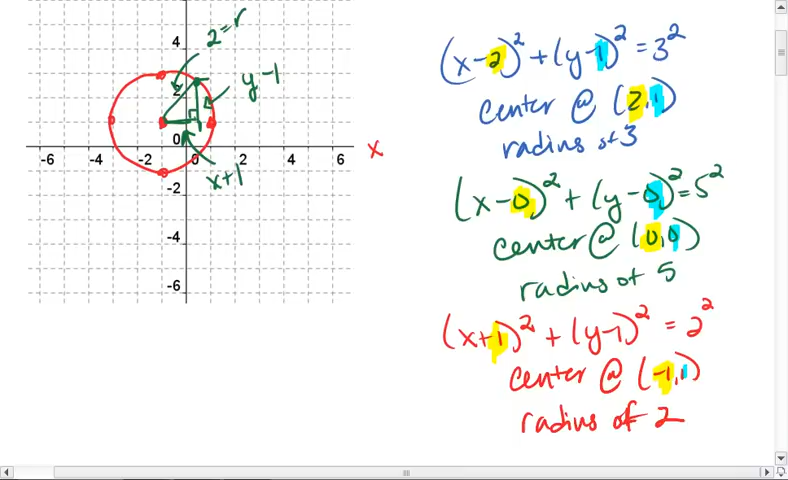 4
2
0
-2
-4
-6
-6 -4 -2 0 2 4 6
x
2=r
y-1
x+1
(x-2)²+(y-1)²=3²
center @ (2,1)
radius of 3
(x-0)²+(y-0)²=5²
center @ (0,0)
radius of 5
(x+1)²+(y-1)²=2²
center @ (-1,1)
radius of 2